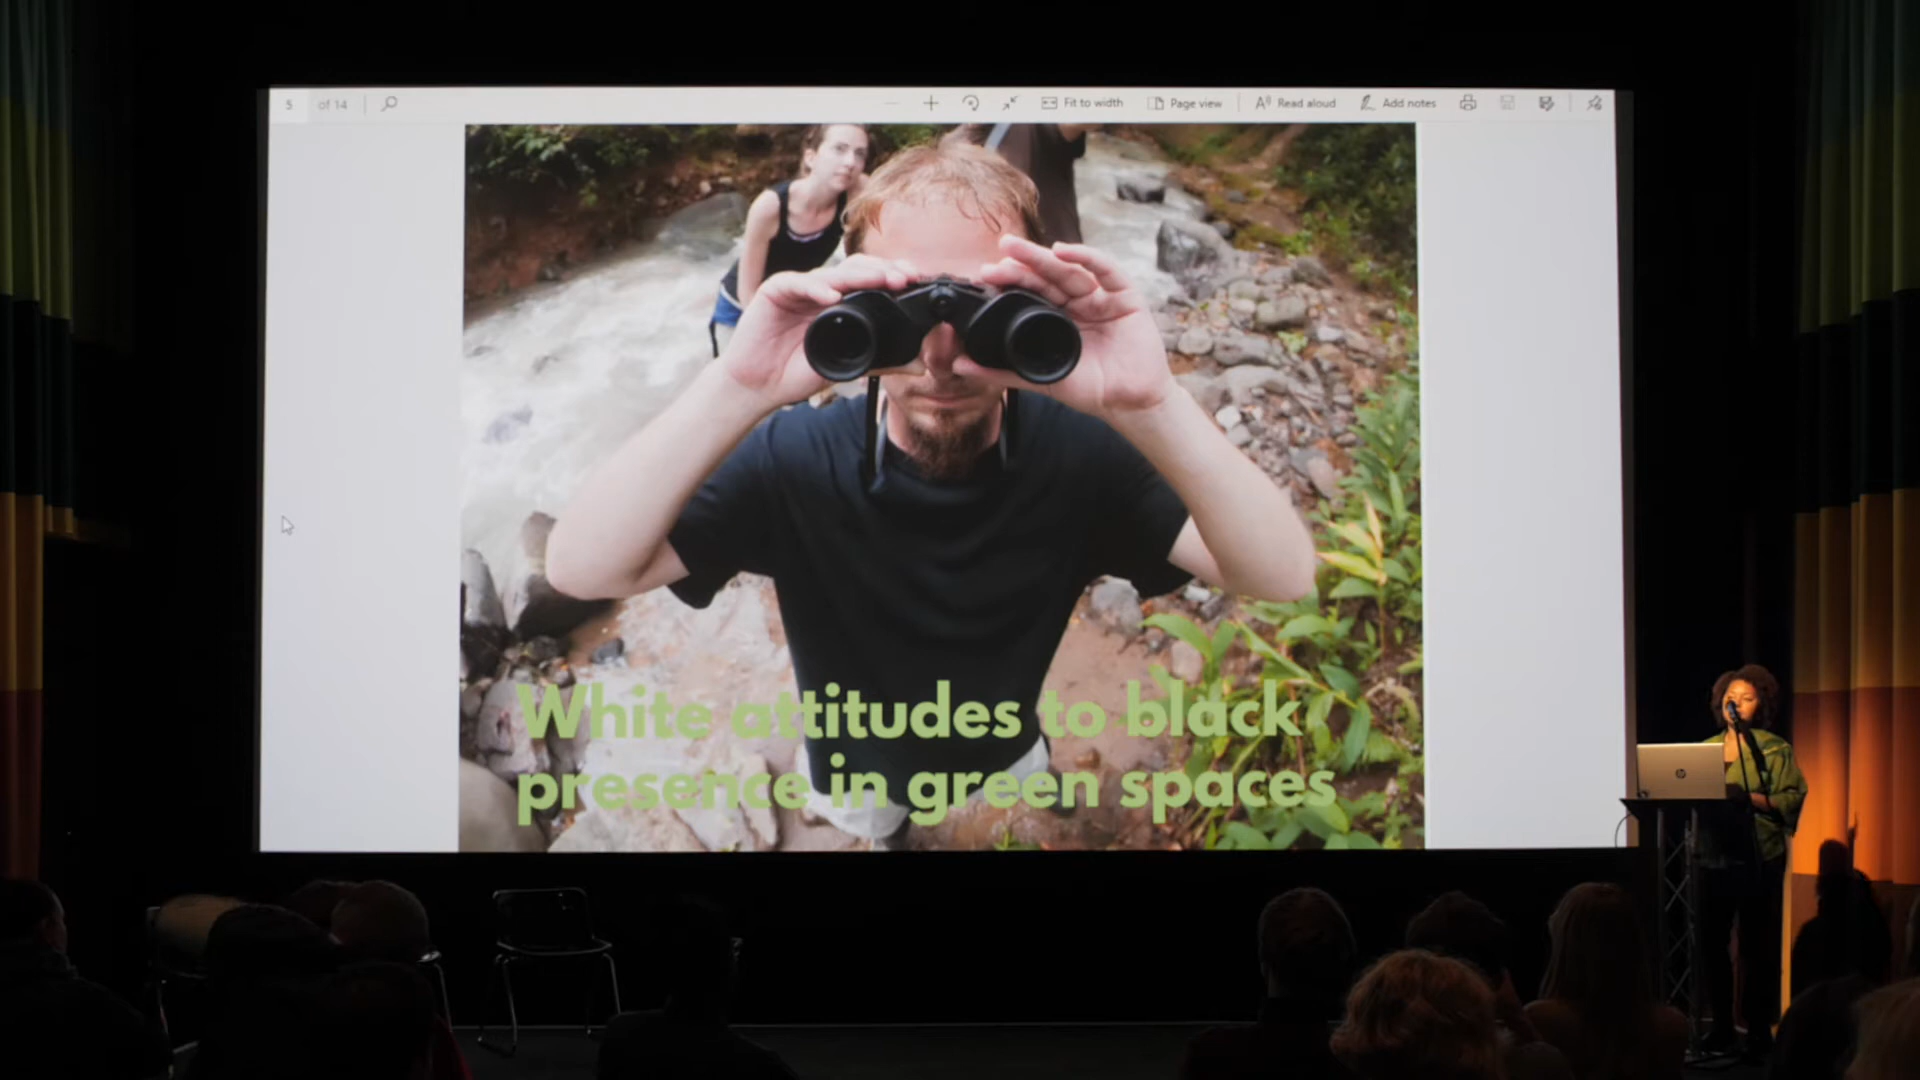 5 of 14 Fit to width Page view Read aloud Add notes
White attitudes to black
presence in green spaces
hp